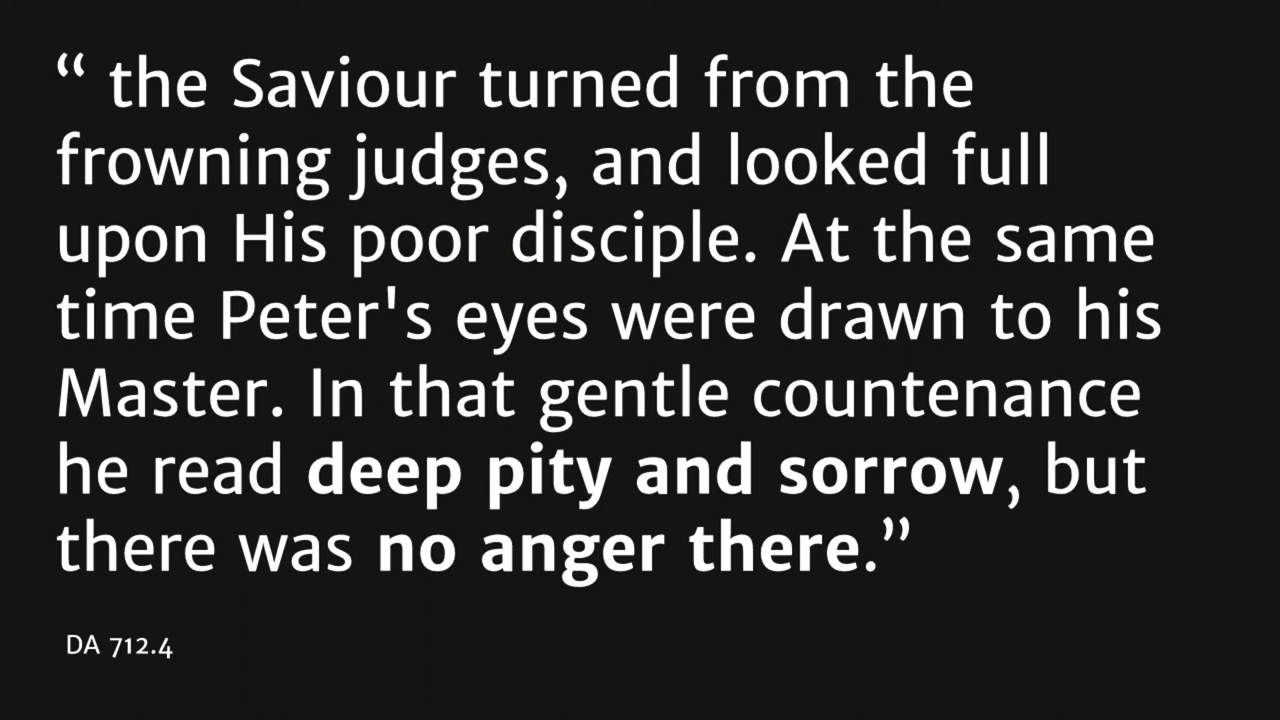 “ the Saviour turned from the
frowning judges, and looked full
upon His poor disciple. At the same
time Peter's eyes were drawn to his
Master. In that gentle countenance
he read deep pity and sorrow, but
there was no anger there.”
DA 712.4